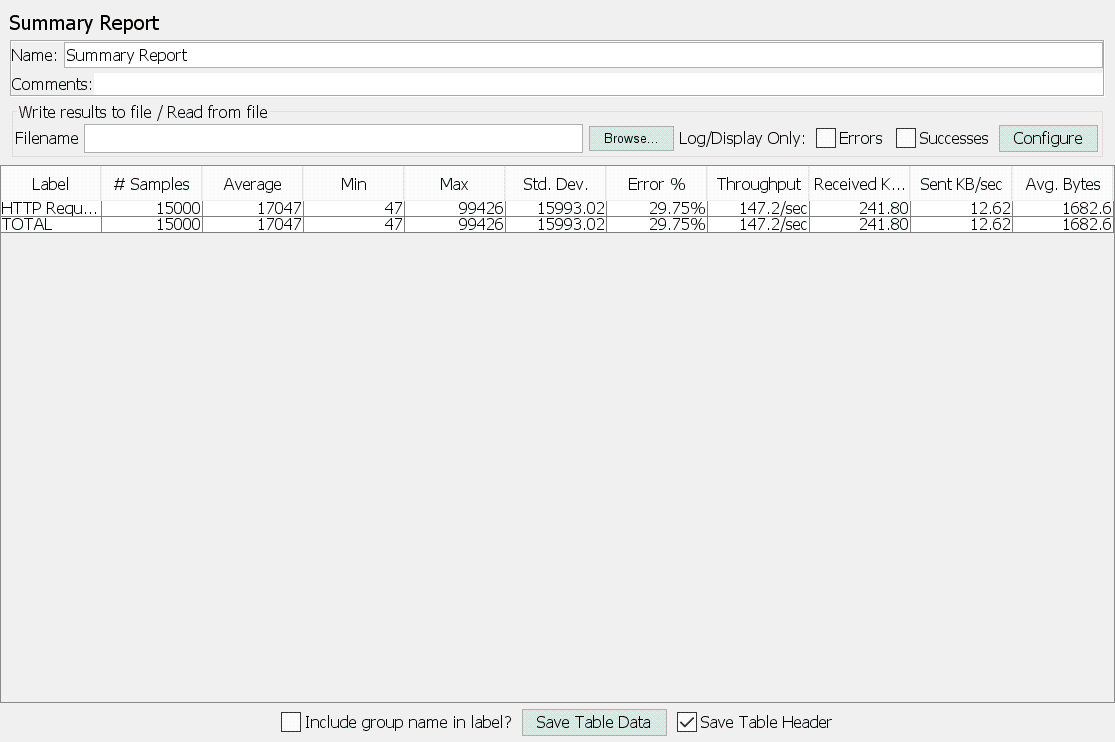 Summary Report
Name: Summary Report
Comments:
Write results to file / Read from file
Filename Browse... Log/Display Only: Errors Successes Configure
Label # Samples Average Min Max Std. Dev. Error % Throughput Received K... Sent KB/sec Avg. Bytes
HTTP Requ... 15000 17047 47 99426 15993.02 29.75% 147.2/sec 241.80 12.62 1682.6
TOTAL 15000 17047 47 99426 15993.02 29.75% 147.2/sec 241.80 12.62 1682.6
Include group name in label? Save Table Data Save Table Header